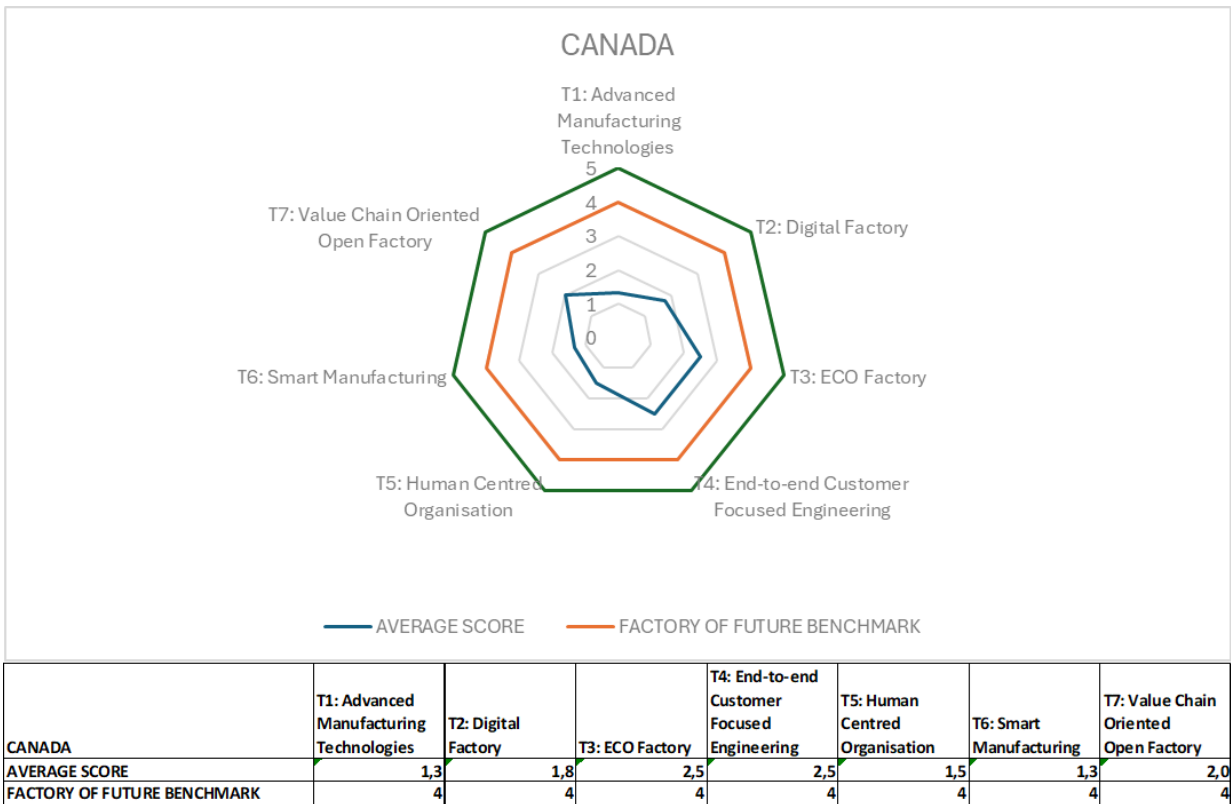 CANADA
T1: Advanced
Manufacturing
Technologies
5
4
3
2
1
0
T2: Digital Factory
T3: ECO Factory
T4: End-to-end Customer
Focused Engineering
T5: Human Centred
Organisation
T6: Smart Manufacturing
T7: Value Chain Oriented
Open Factory
AVERAGE SCORE
FACTORY OF FUTURE BENCHMARK
CANADA
T1: Advanced
Manufacturing
Technologies
T2: Digital
Factory
T3: ECO Factory
T4: End-to-end
Customer
Focused
Engineering
T5: Human
Centred
Organisation
T6: Smart
Manufacturing
T7: Value Chain
Oriented
Open Factory
AVERAGE SCORE 1,3 1,8 2,5 2,5 1,5 1,3 2,0
FACTORY OF FUTURE BENCHMARK 4 4 4 4 4 4 4